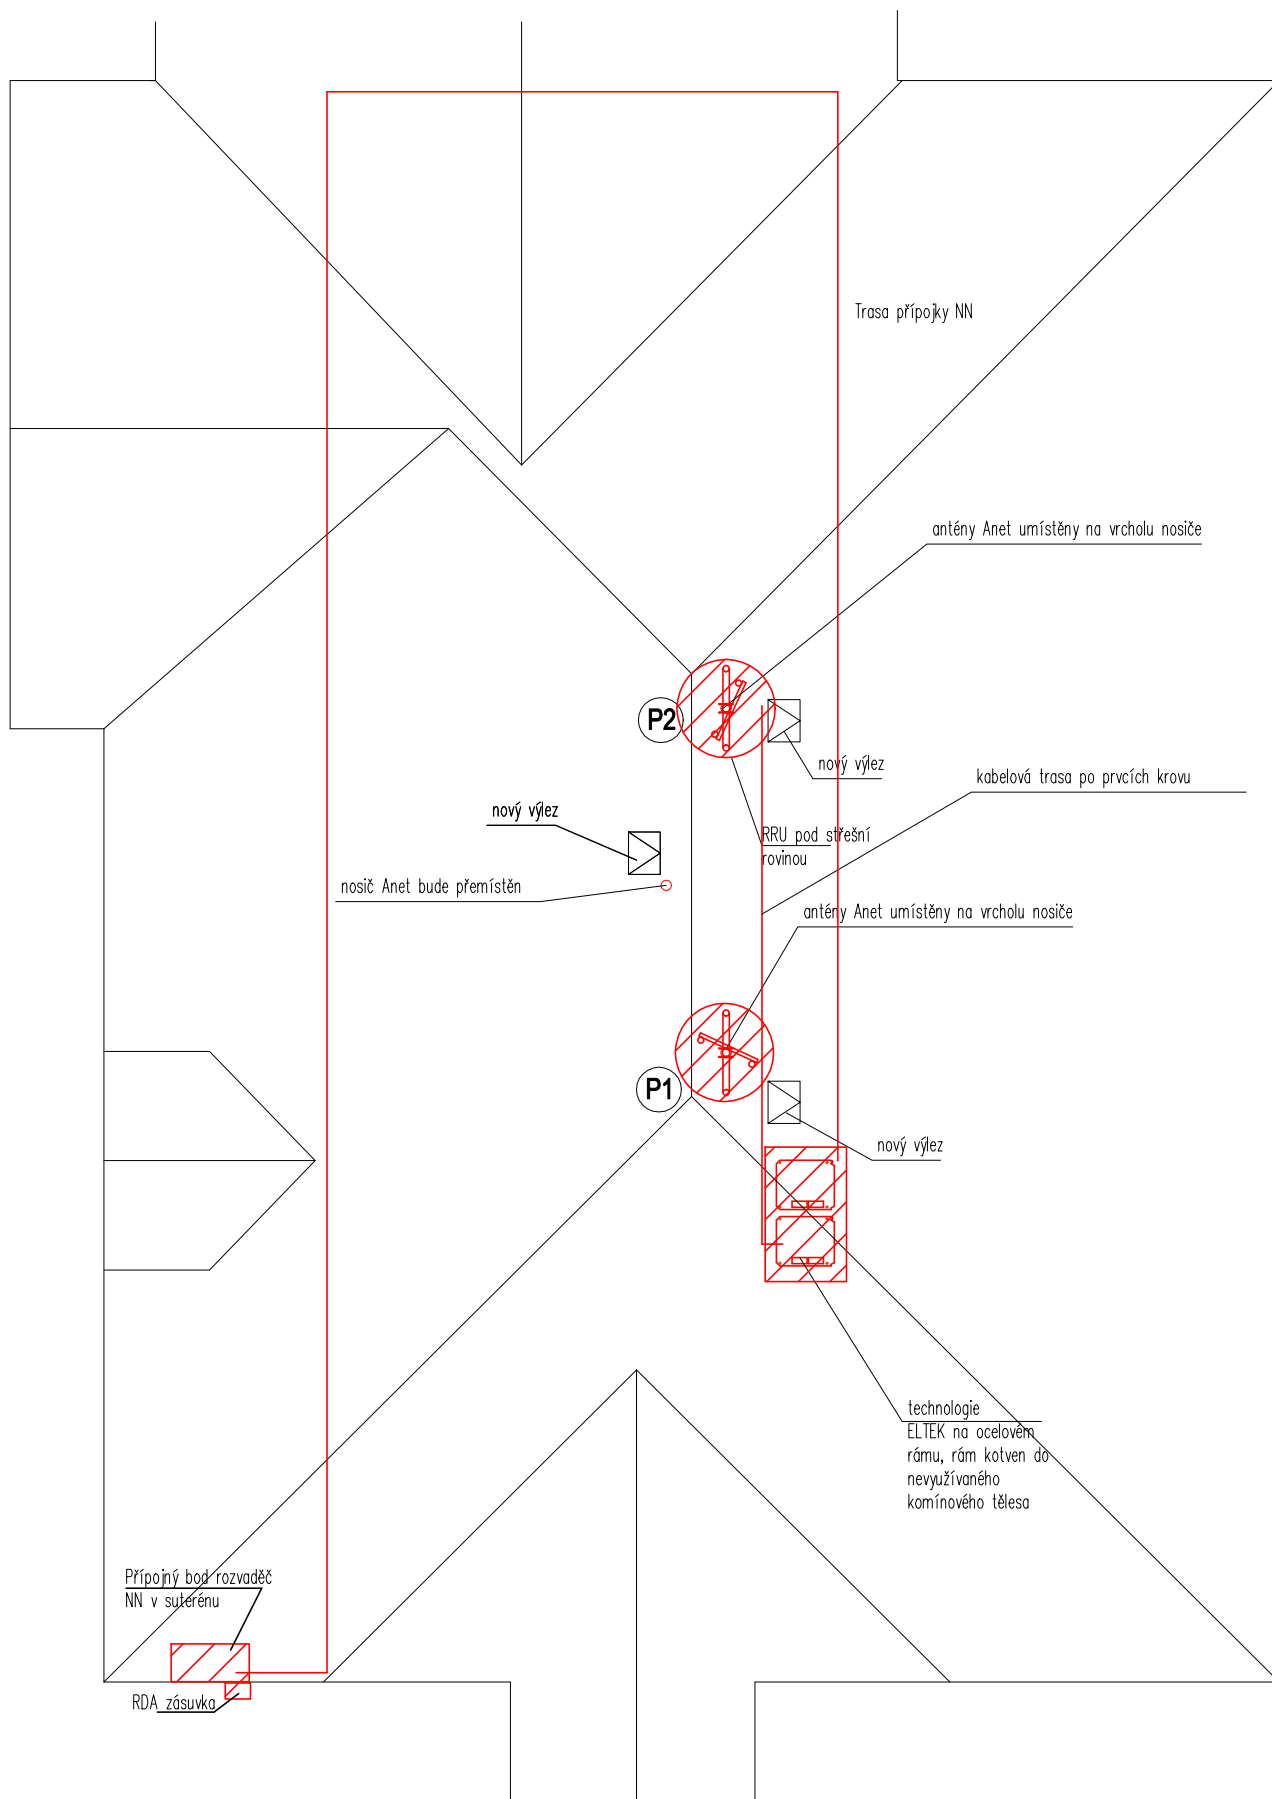 Trasa přípojky NN
antény Anet umístěny na vrcholu nosiče
P2
nový výlez
kabelová trasa po prvcích krovu
nový výlez
RRU pod střešní
rovinou
nosič Anet bude přemístěn
antény Anet umístěny na vrcholu nosiče
P1
nový výlez
technologie
ELTEK na ocelovém
rámu, rám kotven do
nevyužívaného
komínového tělesa
Přípojný bod rozvaděč
NN v suterénu
RDA zásuvka